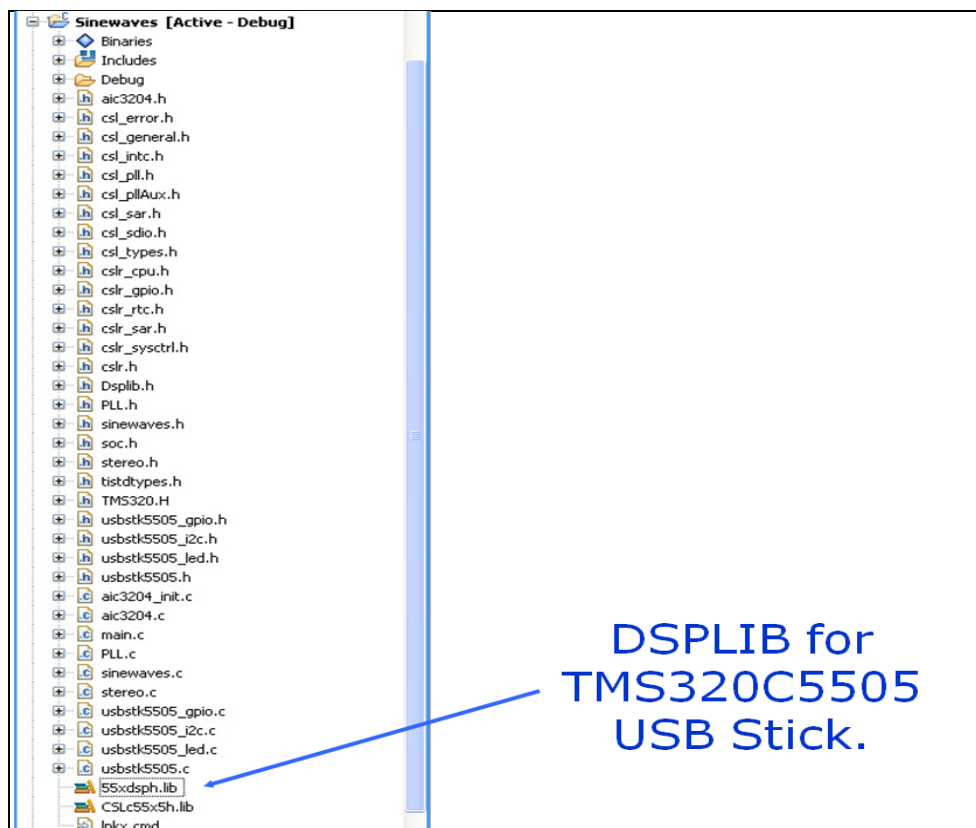 Sinewaves [Active - Debug]
Binaries
Includes
Debug
aic3204.h
csl_error.h
csl_general.h
csl_intc.h
csl_pll.h
csl_pllAux.h
csl_sar.h
csl_sdio.h
csl_types.h
cslr_cpu.h
cslr_gpio.h
cslr_rtc.h
cslr_sar.h
cslr_sysctrl.h
cslr.h
Dsplib.h
PLL.h
sinewaves.h
soc.h
stereo.h
tistdtypes.h
TMS320.H
usbstk5505_gpio.h
usbstk5505_i2c.h
usbstk5505_led.h
usbstk5505.h
aic3204_init.c
aic3204.c
main.c
PLL.c
sinewaves.c
stereo.c
usbstk5505_gpio.c
usbstk5505_i2c.c
usbstk5505_led.c
usbstk5505.c
55xdsph.lib
CSLc55x5h.lib
lnkx.cmd
DSPLIB for
TMS320C5505
USB Stick.